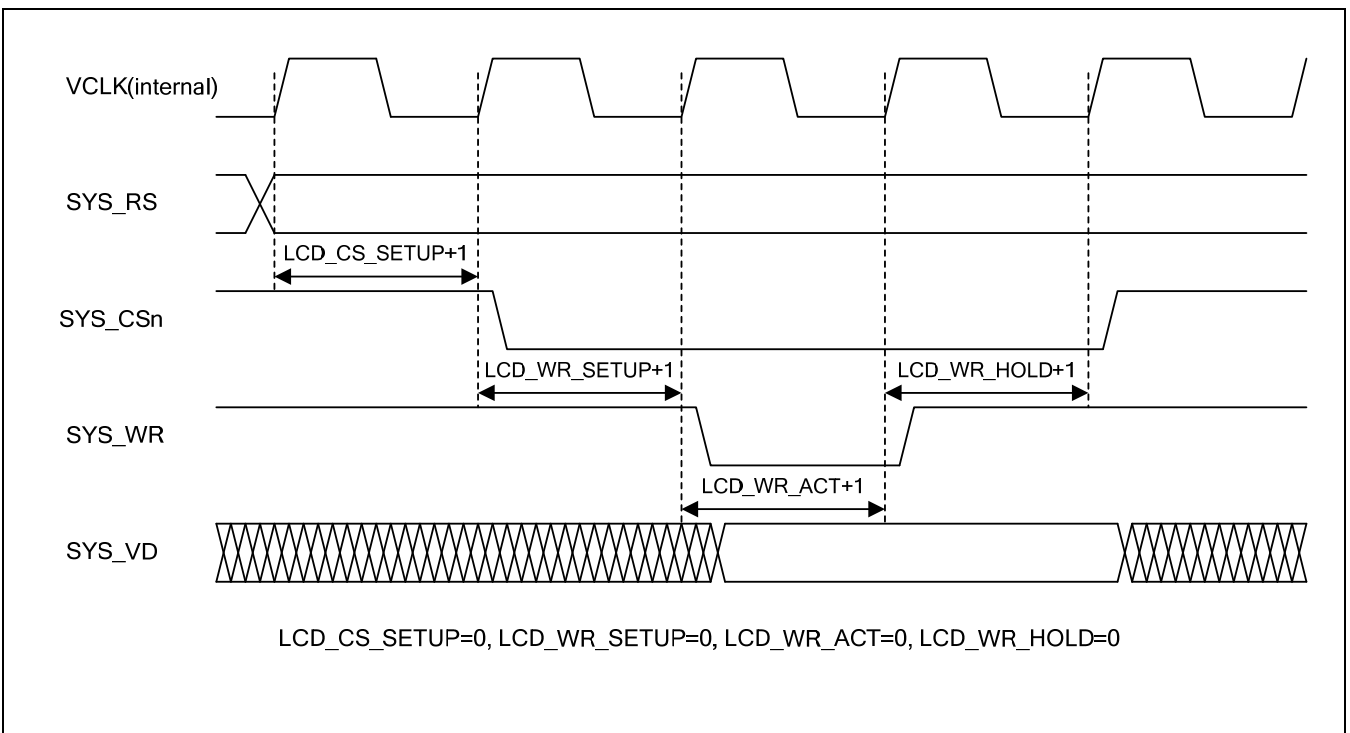 VCLK(internal)
SYS_RS
LCD_CS_SETUP+1
SYS_CSn
LCD_WR_SETUP+1
LCD_WR_HOLD+1
SYS_WR
LCD_WR_ACT+1
SYS_VD
LCD_CS_SETUP=0, LCD_WR_SETUP=0, LCD_WR_ACT=0, LCD_WR_HOLD=0